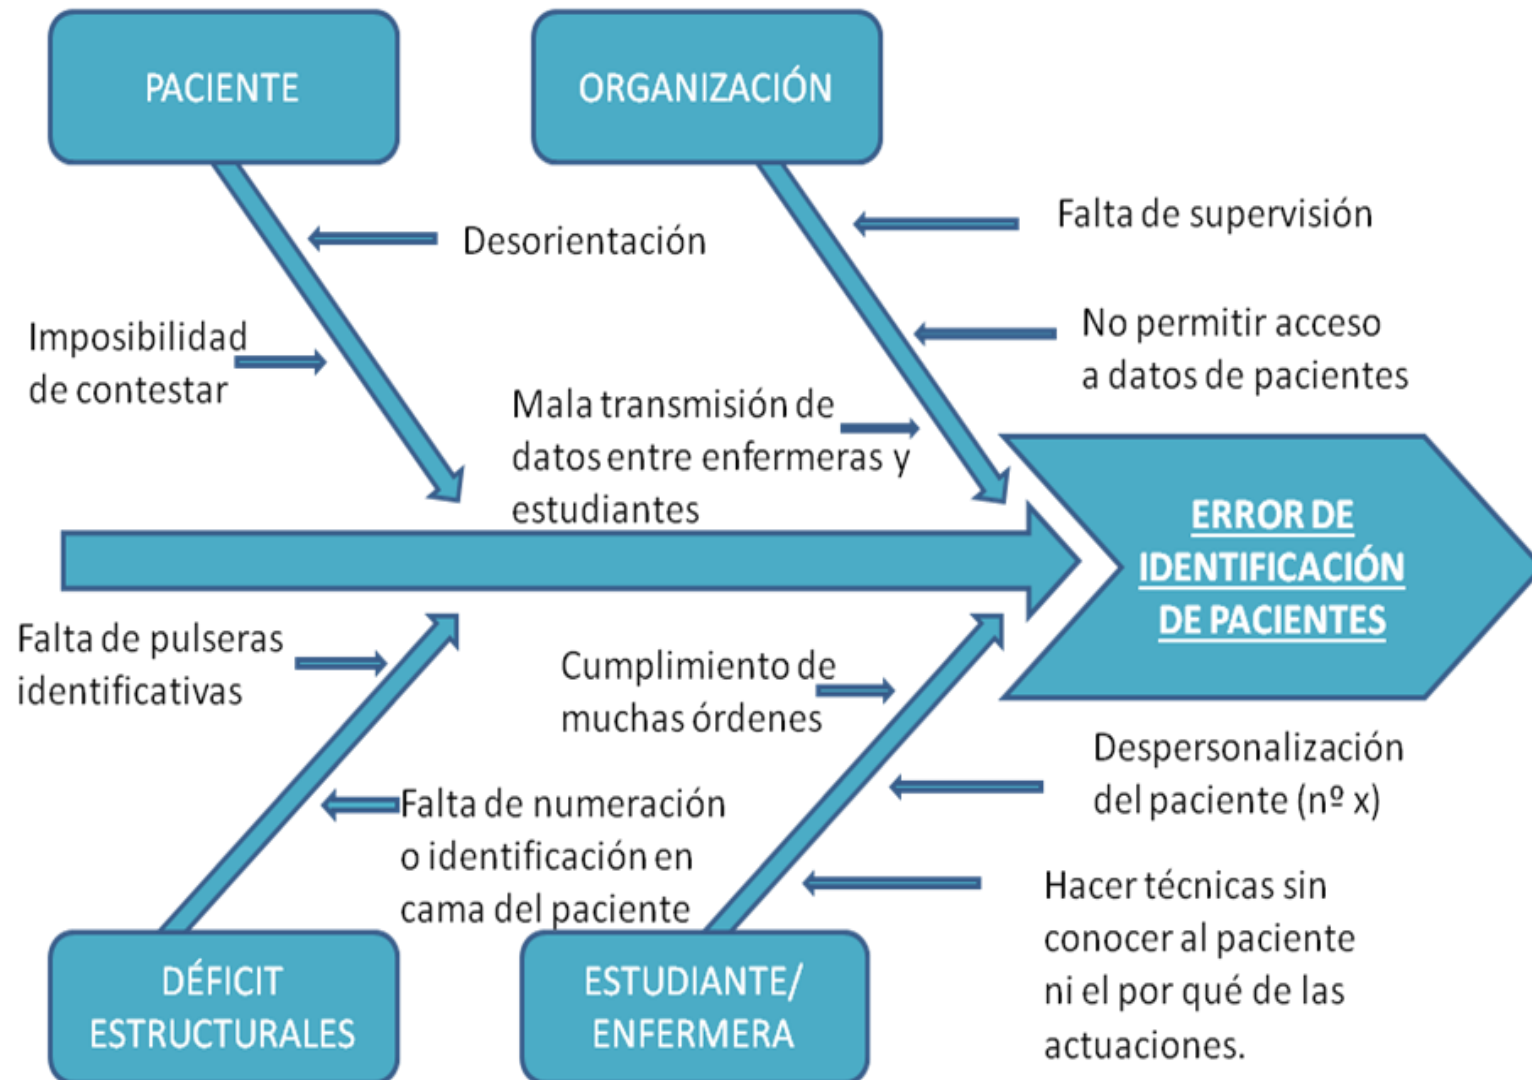 PACIENTE
ORGANIZACIÓN
Desorientación
Imposibilidad
de contestar
Falta de supervisión
No permitir acceso
a datos de pacientes
Mala transmisión de
datos entre enfermeras y
estudiantes
ERROR DE
IDENTIFICACIÓN
DE PACIENTES
Falta de pulseras
identificativas
Falta de numeración
o identificación en
cama del paciente
Cumplimiento de
muchas órdenes
Despersonalización
del paciente (nº x)
Hacer técnicas sin
conocer al paciente
ni el por qué de las
actuaciones.
DÉFICIT
ESTRUCTURALES
ESTUDIANTE/
ENFERMERA